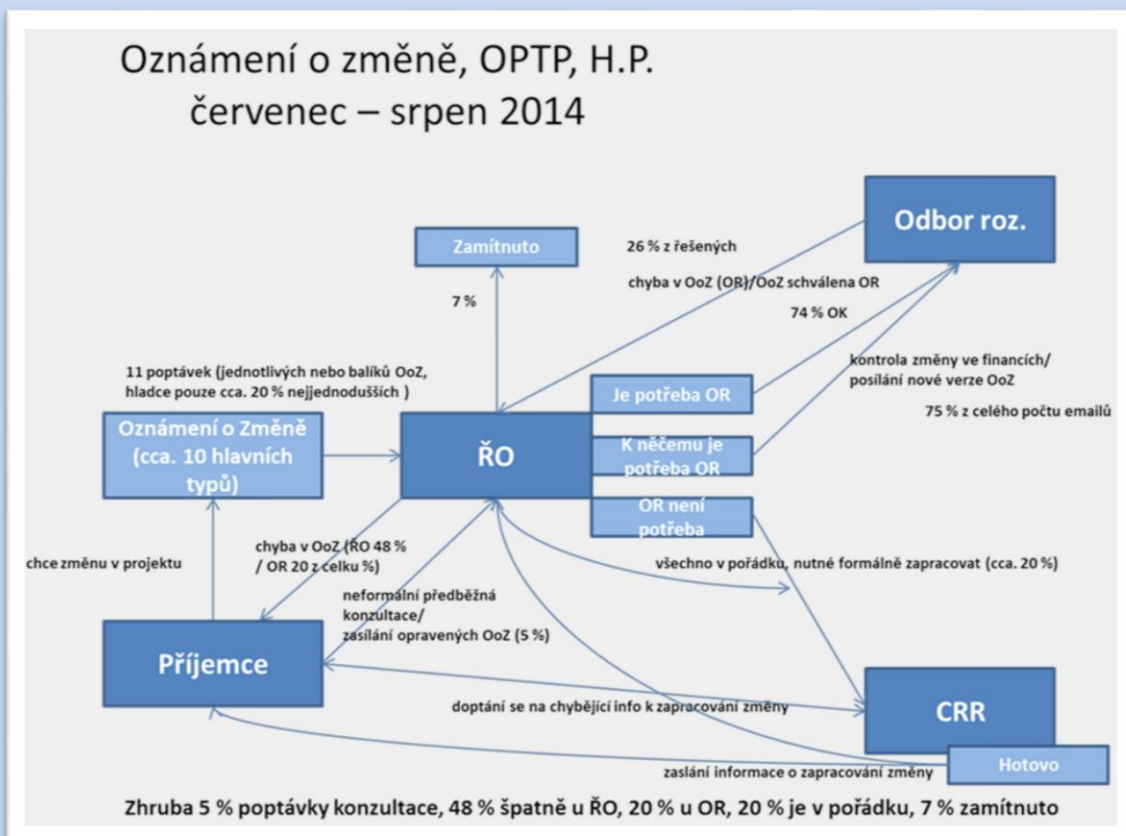 Oznámení o změně, OPTP, H.P.
červenec – srpen 2014
Odbor roz.
Zamítnuto
26 % z řešených
7 %
chyba v OoZ (OR)/OoZ schválena OR
74 % OK
11 poptávek (jednotlivých nebo balíků OoZ,
hladce pouze cca. 20 % nejjednodušších )
kontrola změny ve financích/
posílání nové verze OoZ
75 % z celého počtu emailů
Je potřeba OR
Oznámení o Změně
(cca. 10 hlavních
typů)
ŘO
K něčemu je
potřeba OR
OR není
potřeba
chce změnu v projektu
chyba v OoZ (ŘO 48 %
/ OR 20 z celku %)
všechno v pořádku, nutné formálně zapracovat (cca. 20 %)
neformální předběžná
konzultace/
zasílání opravených OoZ (5 %)
Příjemce
doptání se na chybějící info k zapracování změny
CRR
Hotovo
zaslání informace o zapracování změny
Zhruba 5 % poptávky konzultace, 48 % špatně u ŘO, 20 % u OR, 20 % je v pořádku, 7 % zamítnuto